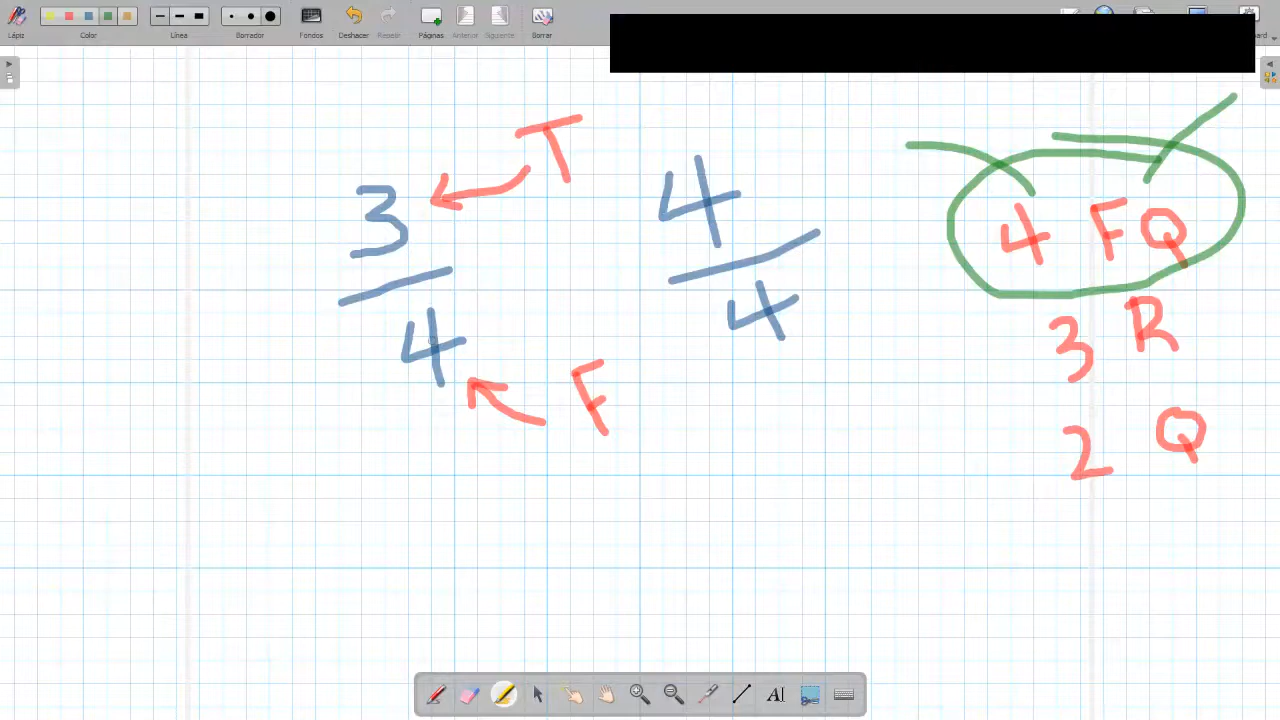 Lápiz Color Línea Borrador Fondos Deshacer Rehacer Páginas Anterior Siguiente Borrar
T
3
4
F
4
4
4 FQ
3 R
2 Q
AI